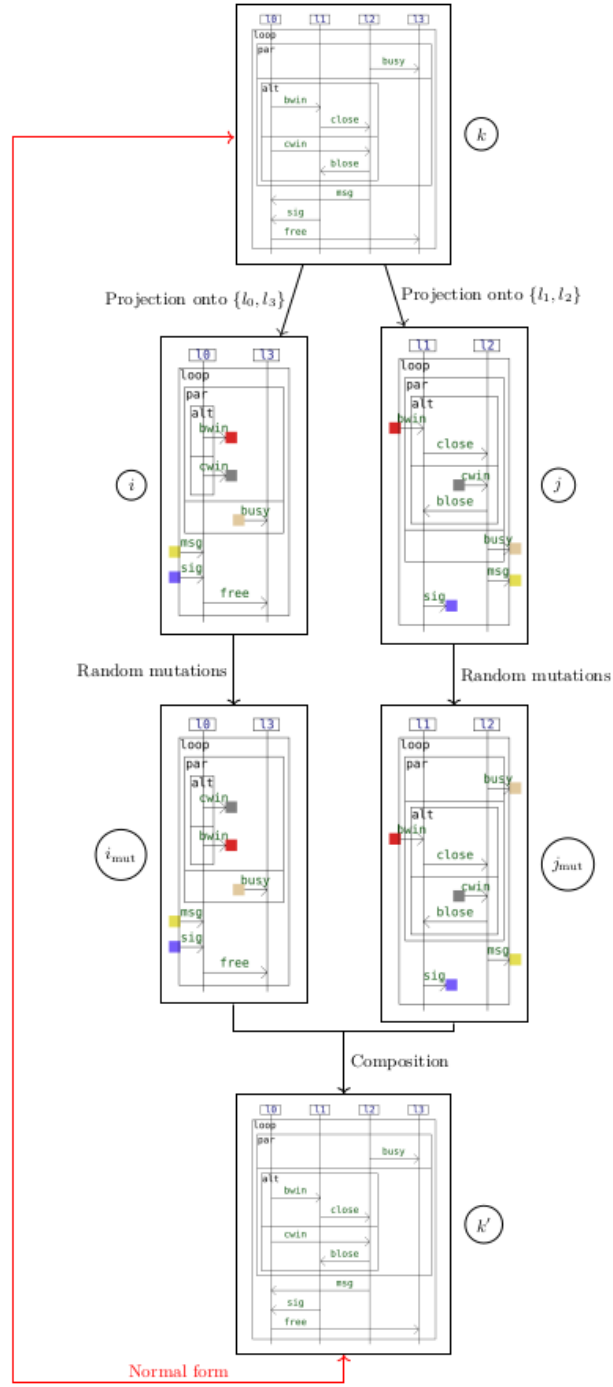 l0 l1 l2 l3
loop
par
busy
alt
bwin
close
cwin
blose
msg
sig
free
k
Projection onto {l₀, l₃}
Projection onto {l₁, l₂}
l0 l3
loop
par
alt
bwin
cwin
busy
msg
sig
free
i
l1 l2
loop
par
alt
bwin
close
cwin
blose
busy
msg
sig
j
Random mutations
Random mutations
l0 l3
loop
par
alt
cwin
bwin
busy
msg
sig
free
i_mut
l1 l2
loop
par
busy
alt
bwin
close
cwin
blose
msg
sig
j_mut
Composition
l0 l1 l2 l3
loop
par
busy
alt
bwin
close
cwin
blose
msg
sig
free
k′
Normal form